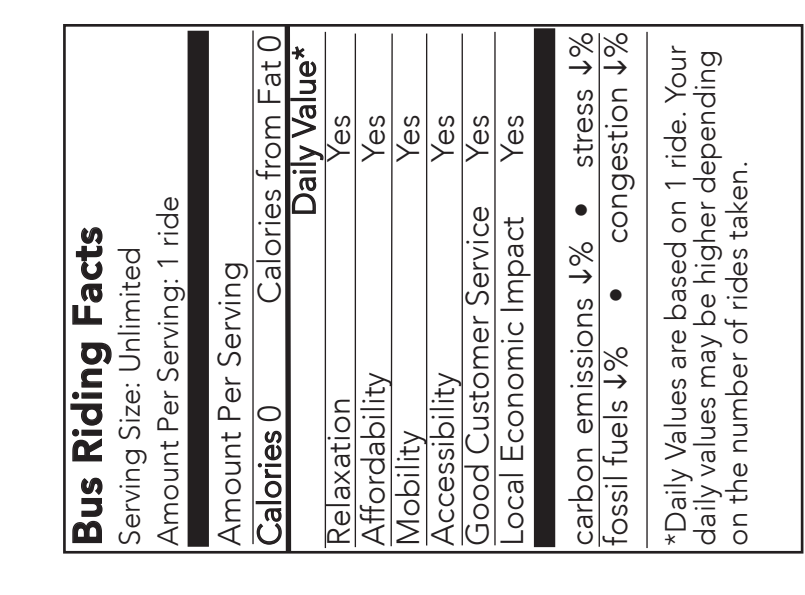 Bus Riding Facts
Serving Size: Unlimited
Amount Per Serving: 1 ride
Amount Per Serving
Calories 0 Calories from Fat 0
Daily Value*
Relaxation Yes
Affordability Yes
Mobility Yes
Accessibility Yes
Good Customer Service Yes
Local Economic Impact Yes
carbon emissions ↓% • stress ↓%
fossil fuels ↓% • congestion ↓%
*Daily Values are based on 1 ride. Your
daily values may be higher depending
on the number of rides taken.